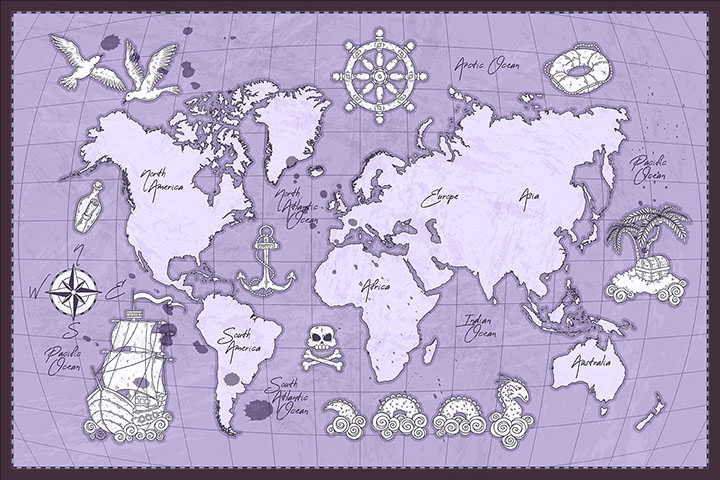 Arctic Ocean
Pacific
Ocean
North
America
North
Atlantic
Ocean
Europe
Asia
N
W
E
S
Africa
Pacific
Ocean
South
America
Indian
Ocean
Australia
South
Atlantic
Ocean